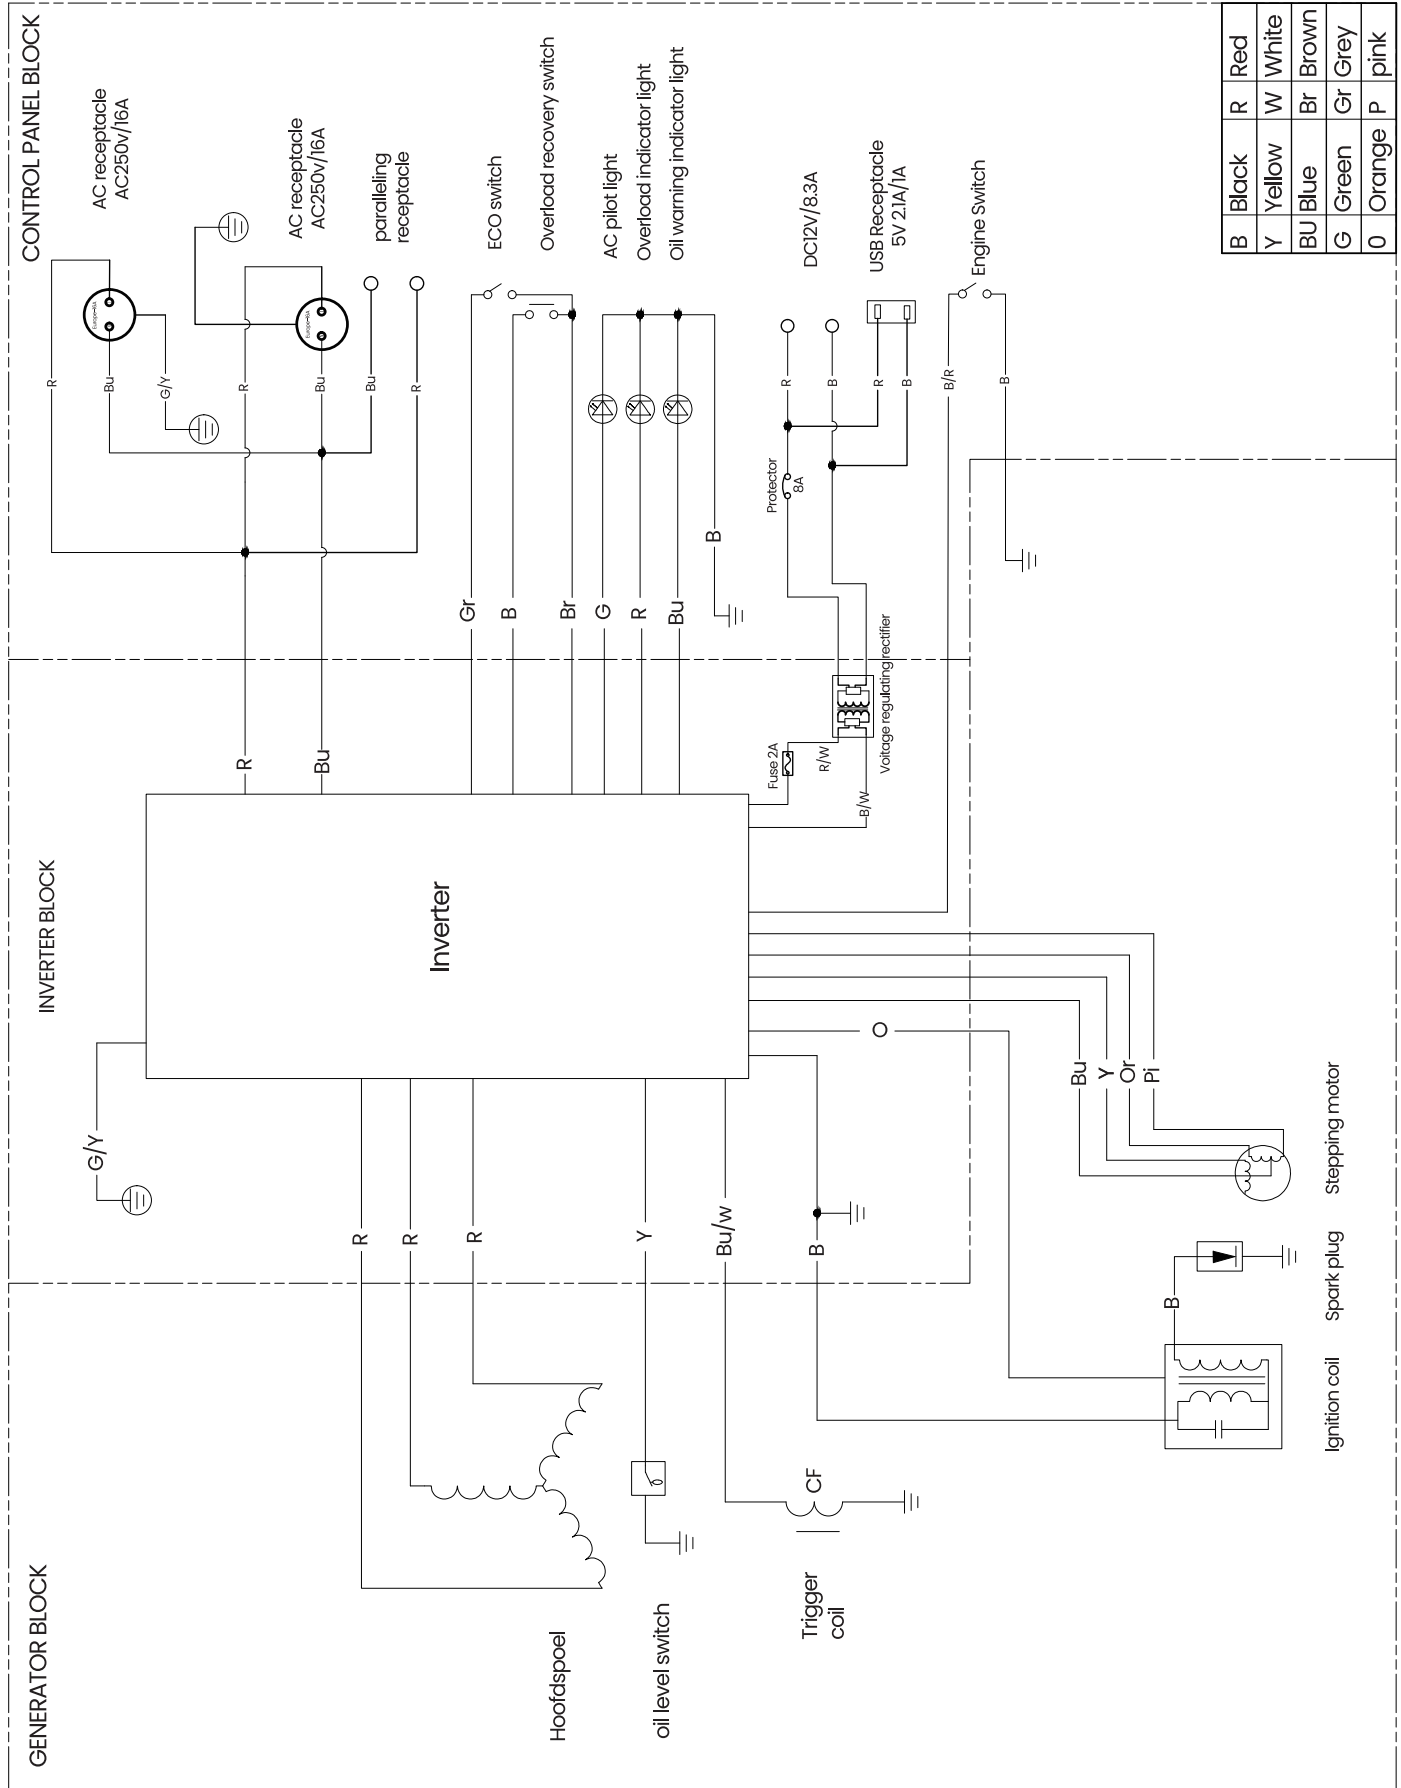 GENERATOR BLOCK
INVERTER BLOCK
CONTROL PANEL BLOCK
AC receptacle
AC250v/16A
AC receptacle
AC250v/16A
paralleling
receptacle
ECO switch
Overload recovery switch
AC pilot light
Overload indicator light
Oil warning indicator light
DC12V/8.3A
USB Receptacle
5V 2.1A/1A
Engine Switch
R
Bu
G/Y
R
Bu
Bu
R
R
Bu
Gr
B
Br
G
R
Bu
B
R
B
R
B
Protector
8A
B/R
B
Fuse 2A
R/W
B/W
Voitage regulating rectifier
Inverter
G/Y
R
R
R
Y
Bu/w
B
O
Bu
Y
Or
Pi
B
Hoofdspoel
oil level switch
Trigger
coil
CF
Ignition coil
Spark plug
Stepping motor
B Black R Red
Y Yellow W White
BU Blue Br Brown
G Green Gr Grey
O Orange P pink